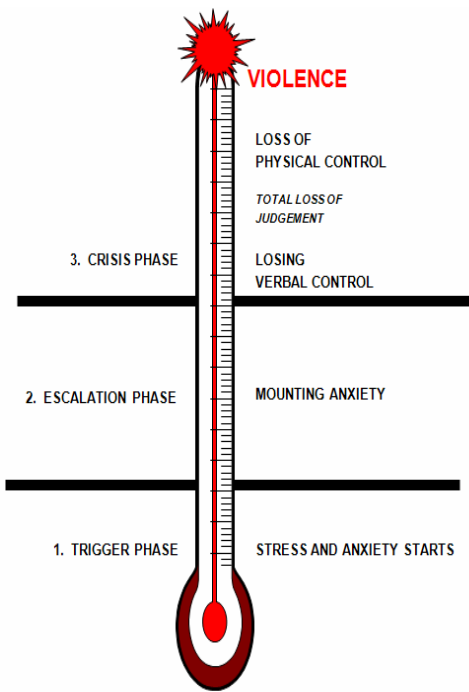 VIOLENCE
LOSS OF
PHYSICAL CONTROL
TOTAL LOSS OF
JUDGEMENT
3. CRISIS PHASE
LOSING
VERBAL CONTROL
2. ESCALATION PHASE
MOUNTING ANXIETY
1. TRIGGER PHASE
STRESS AND ANXIETY STARTS